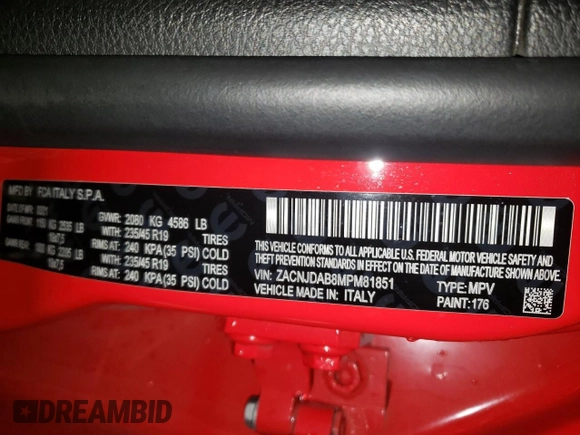 MFD BY: FCA ITALY S.P.A.
GVWR: 2080 KG 4586 LB
WITH: 235/45 R19 TIRES
RIMS AT: 240 KPA(35 PSI) COLD
WITH: 235/45 R19 TIRES
RIMS AT: 240 KPA(35 PSI) COLD
THIS VEHICLE CONFORMS TO ALL APPLICABLE U.S. FEDERAL MOTOR VEHICLE SAFETY AND
THEFT PREVENTION STANDARDS IN EFFECT ON THE DATE OF MANUFACTURE SHOWN ABOVE.
VIN: ZACNJDAB8MPM81851 TYPE: MPV
VEHICLE MADE IN: ITALY PAINT: 176
DREAMBID